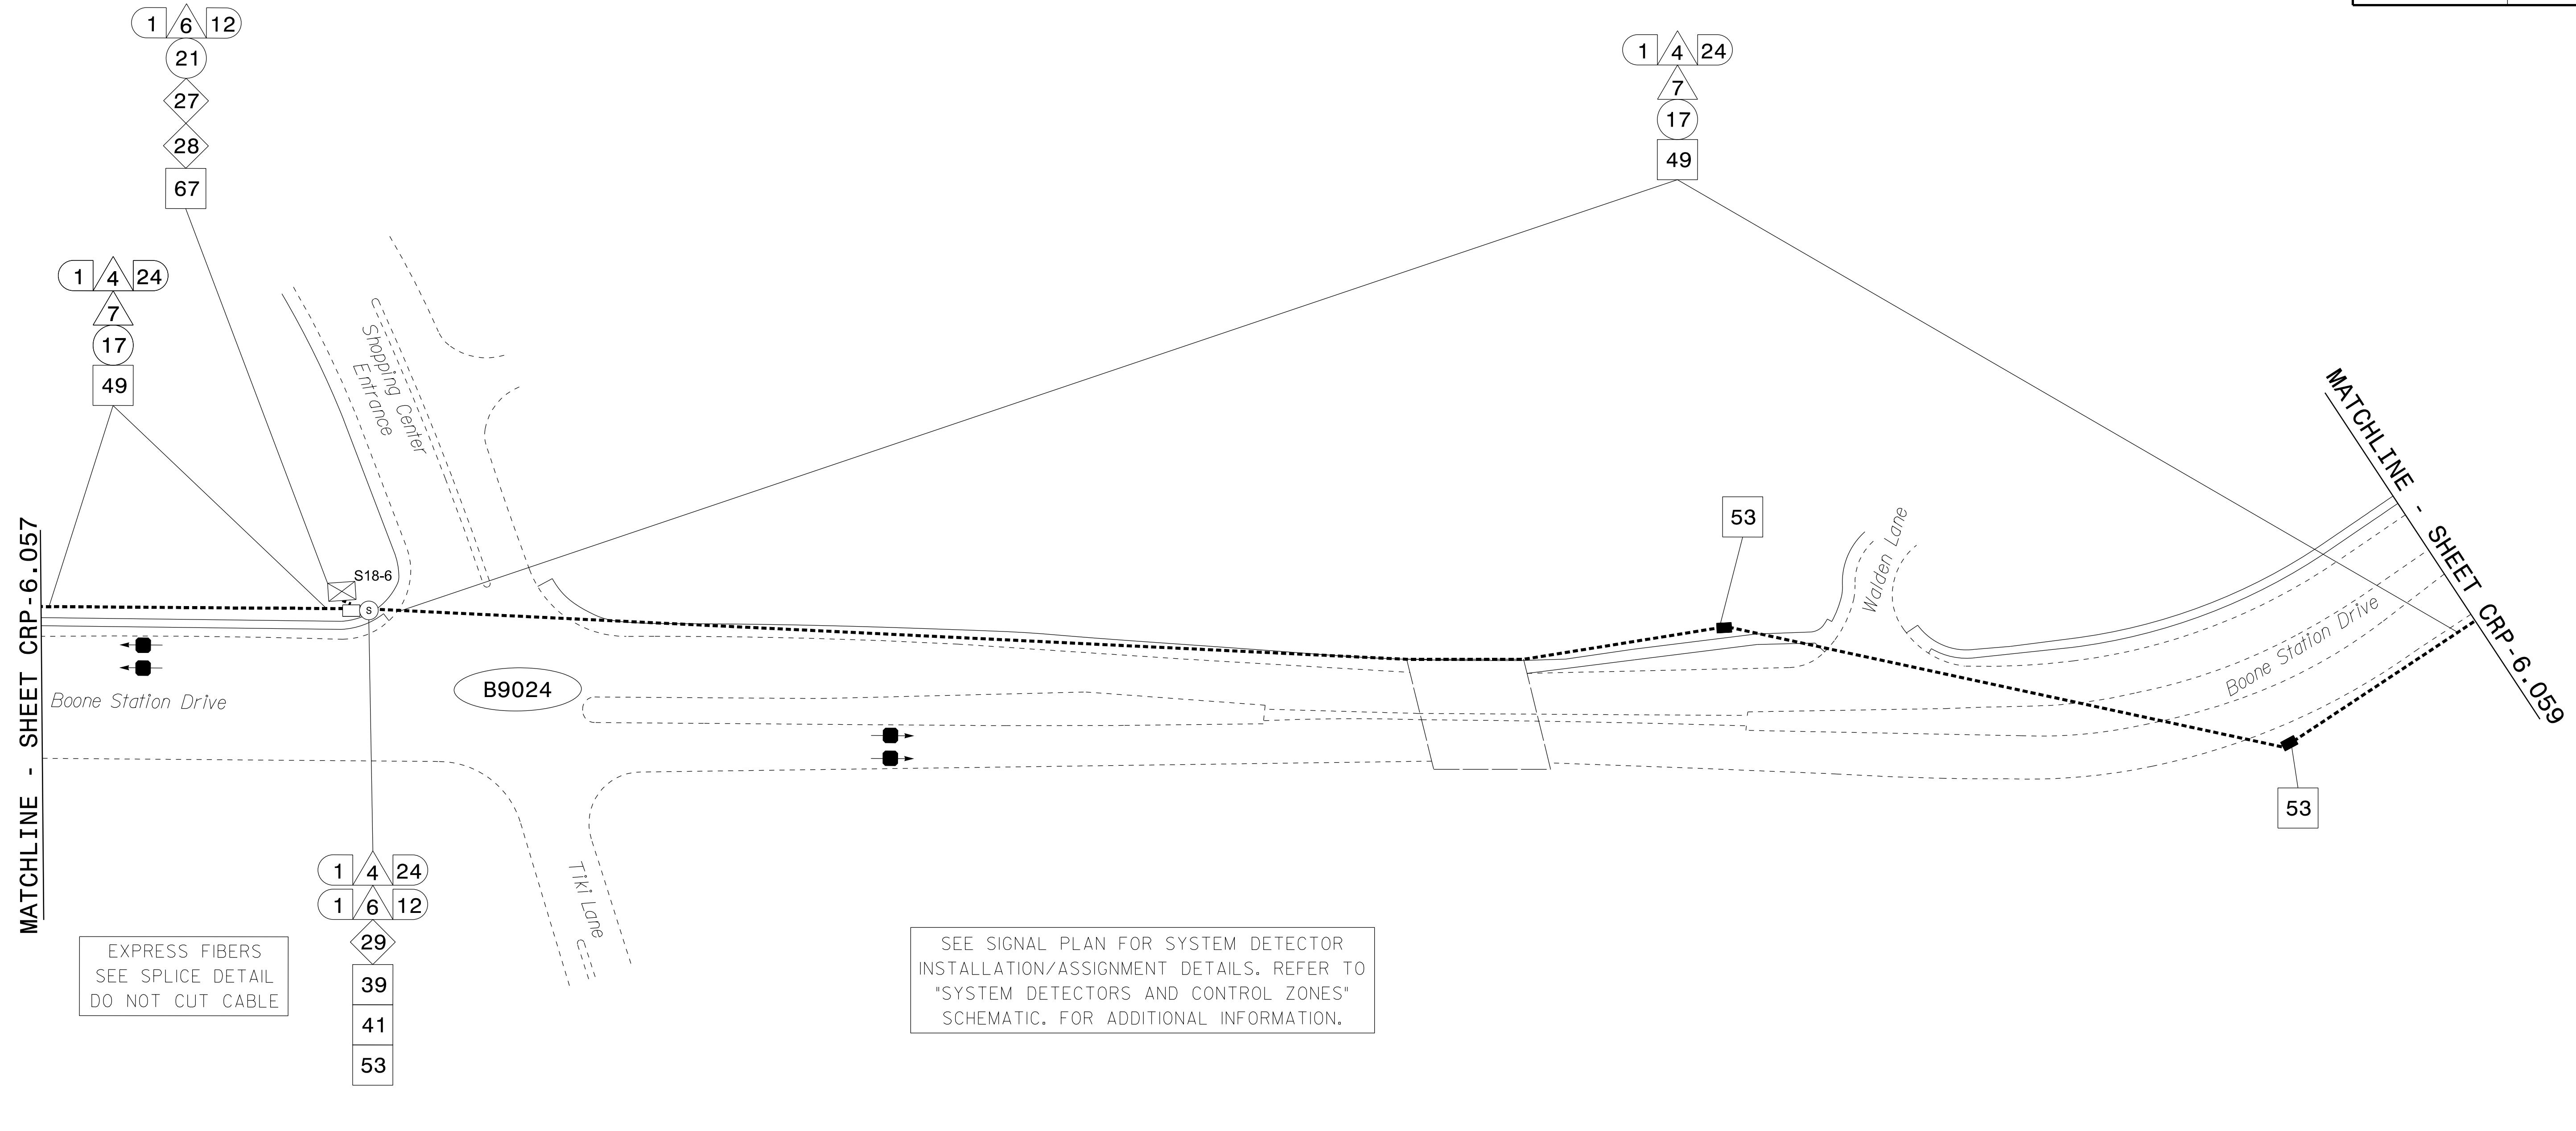 1 6 12
21
27
28
67
1 4 24
7
17
49
1 4 24
7
17
49
Shopping Center
Entrance
S18-6
53
Walden Lane
MATCHLINE - SHEET CRP-6.057
MATCHLINE - SHEET CRP-6.059
S
Boone Station Drive
B9024
Boone Station Drive
53
Tiki Lane
1 4 24
1 6 12
29
39
41
53
EXPRESS FIBERS
SEE SPLICE DETAIL
DO NOT CUT CABLE
SEE SIGNAL PLAN FOR SYSTEM DETECTOR
INSTALLATION/ASSIGNMENT DETAILS. REFER TO
"SYSTEM DETECTORS AND CONTROL ZONES"
SCHEMATIC. FOR ADDITIONAL INFORMATION.